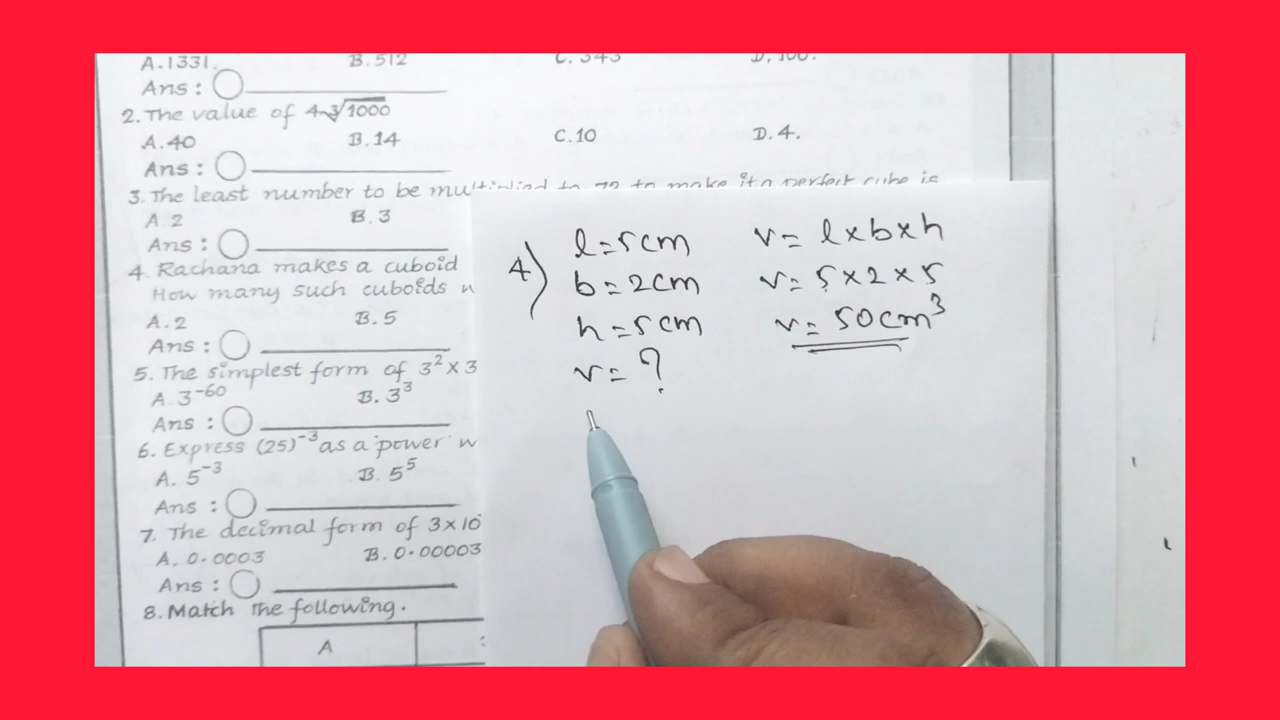 A.1331. B.512 C. 343 D. 100.
Ans :
2. The value of 4∛1000
A.40 B.14 C.10 D.4.
Ans :
3. The least number to be multiplied to 72 to make it a perfect cube is
A 2 B.3
Ans :
4. Rachana makes a cuboid
How many such cuboids
A.2 B.5
Ans :
5. The simplest form of 3² × 3
A. 3⁻⁶⁰ B. 3³
Ans :
6. Express (25)⁻³ as a power
A. 5⁻³ B. 5⁵
Ans :
7. The decimal form of 3×10
A. 0.0003 B. 0.00003
Ans :
8. Match the following.
A
4)
l=5cm v= l×b×h
b=2cm v= 5×2×5
h=5cm v= 50cm³
v= ?